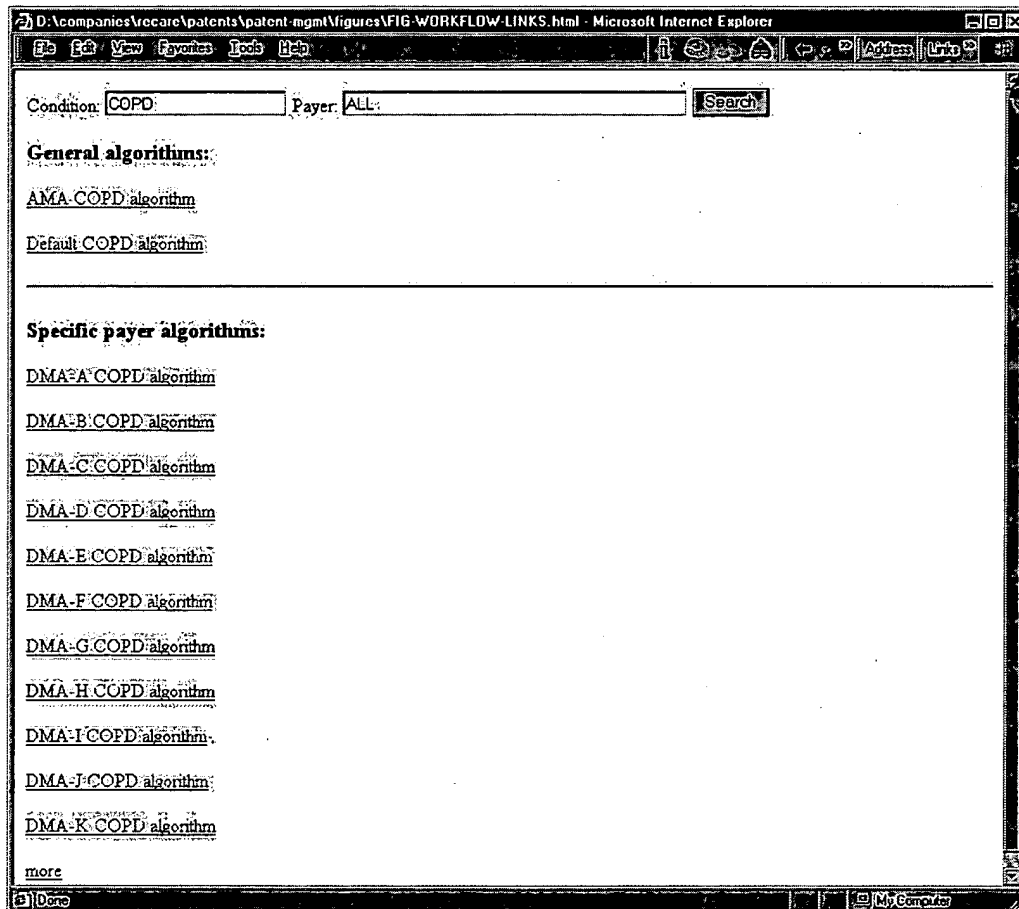 D:\companies\recare\patents\patent-mgmt\figures\FIG-WORKFLOW-LINKS.html - Microsoft Internet Explorer
File Edit View Favorites Tools Help Address Links
Condition: COPD Payer: ALL Search
General algorithms:
AMA COPD algorithm
Default COPD algorithm
Specific payer algorithms:
DMA-A COPD algorithm
DMA-B COPD algorithm
DMA-C COPD algorithm
DMA-D COPD algorithm
DMA-E COPD algorithm
DMA-F COPD algorithm
DMA-G COPD algorithm
DMA-H COPD algorithm
DMA-I COPD algorithm
DMA-J COPD algorithm
DMA-K COPD algorithm
more
Done My Computer